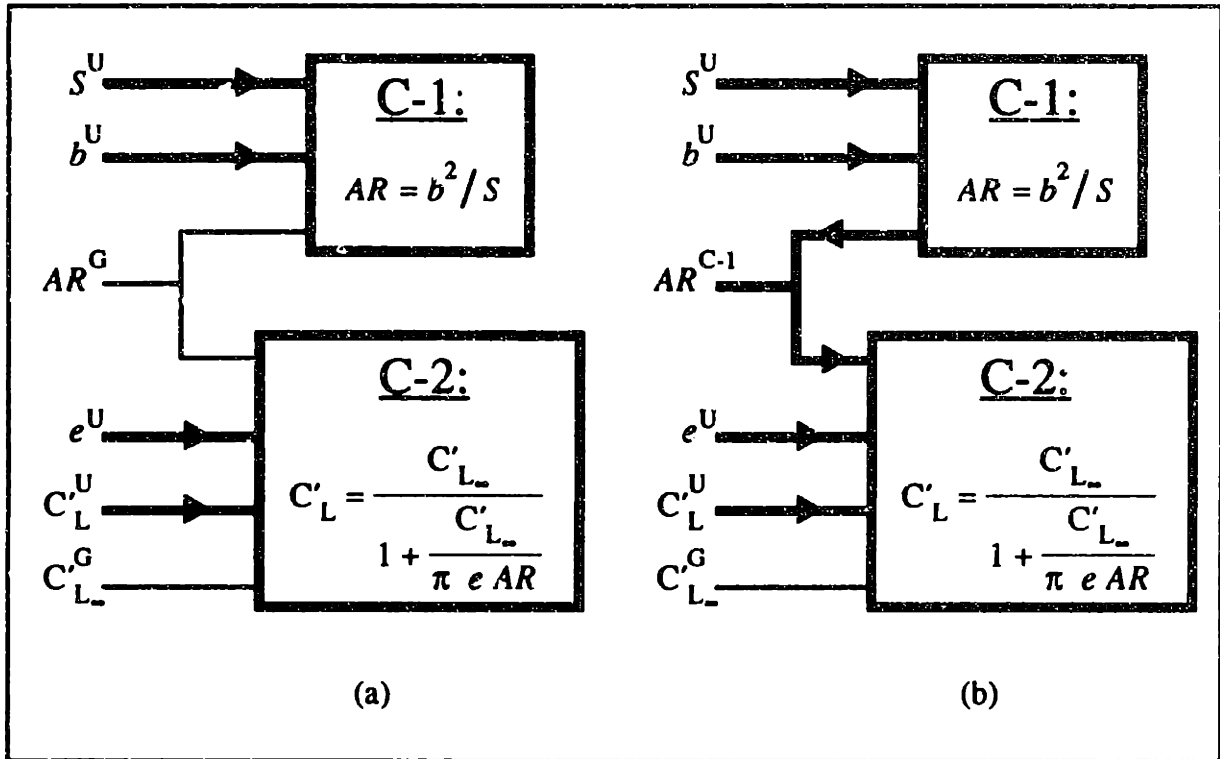 S^U
b^U
AR^G
e^U
C'_L^U
C'_L∞^G
C-1:
AR = b^2 / S
C-2:
C'_L = C'_L∞ / (1 + C'_L∞ / (π e AR))
(a)
S^U
b^U
AR^C-1
e^U
C'_L^U
C'_L∞^G
C-1:
AR = b^2 / S
C-2:
C'_L = C'_L∞ / (1 + C'_L∞ / (π e AR))
(b)